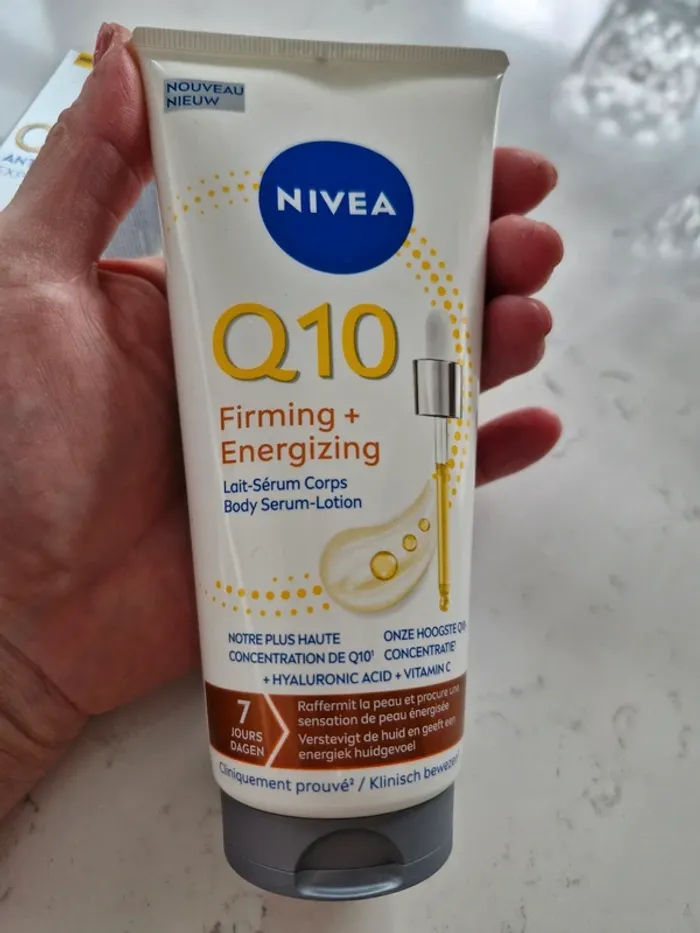 NOUVEAU
NIEUW
NIVEA
Q10
Firming +
Energizing
Lait-Sérum Corps
Body Serum-Lotion
NOTRE PLUS HAUTE
CONCENTRATION DE Q10¹
ONZE HOOGSTE Q10-
CONCENTRATIE¹
+ HYALURONIC ACID + VITAMIN C
7
JOURS
DAGEN
Raffermit la peau et procure une
sensation de peau énergisée
Verstevigt de huid en geeft een
energiek huidgevoel
Cliniquement prouvé² / Klinisch bewezen